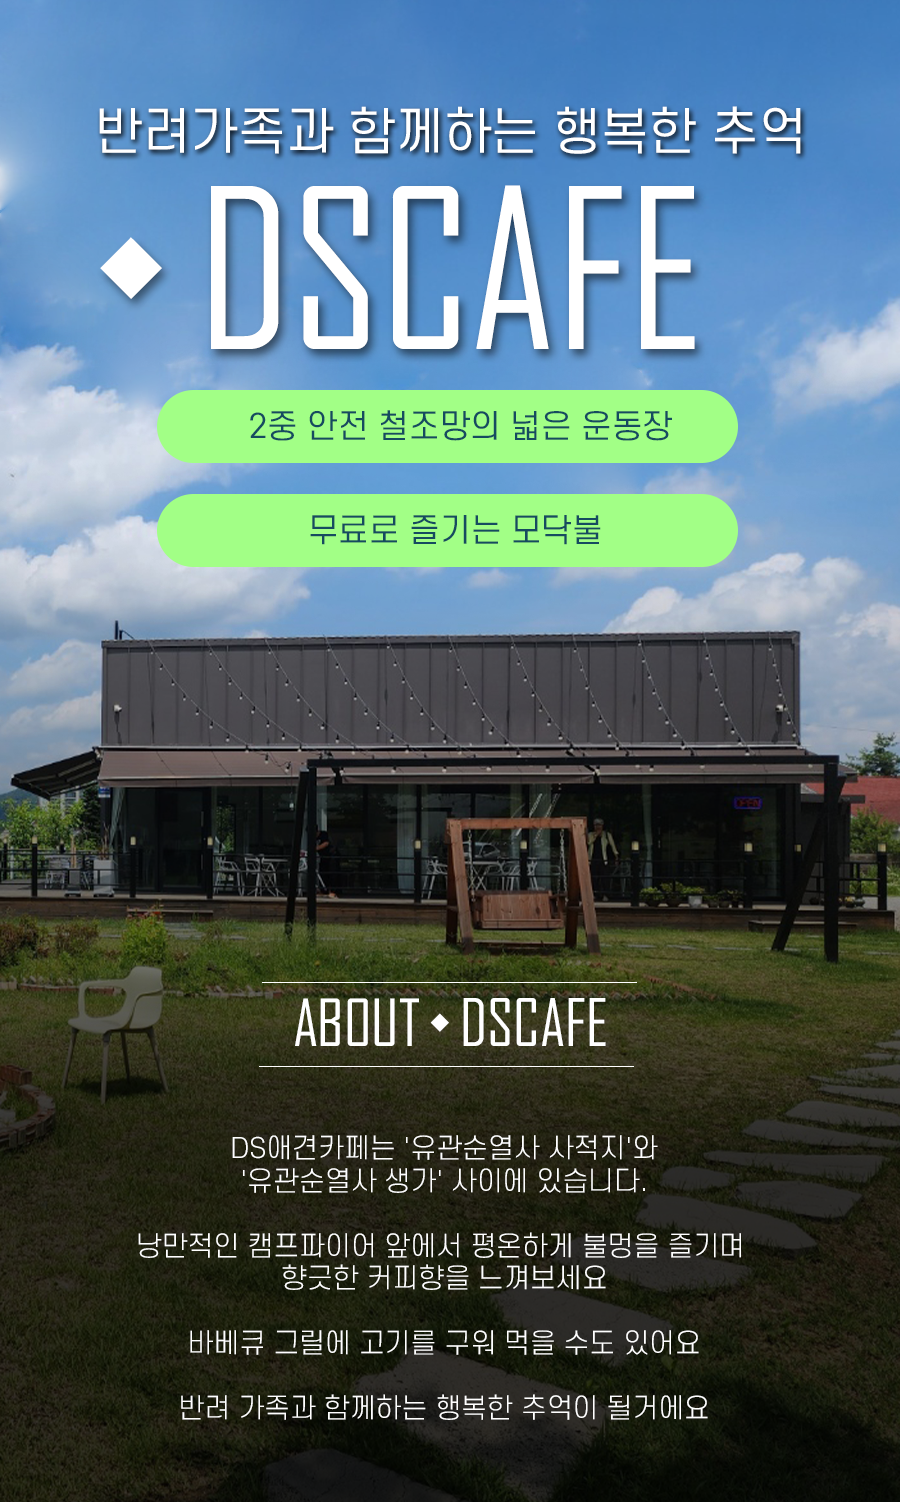 반려가족과 함께하는 행복한 추억
◆ DSCAFE
2중 안전 철조망의 넓은 운동장
무료로 즐기는 모닥불
OPEN
ABOUT ◆ DSCAFE
DS애견카페는 '유관순열사 사적지'와
'유관순열사 생가' 사이에 있습니다.
낭만적인 캠프파이어 앞에서 평온하게 불멍을 즐기며
향긋한 커피향을 느껴보세요
바베큐 그릴에 고기를 구워 먹을 수도 있어요
반려 가족과 함께하는 행복한 추억이 될거에요